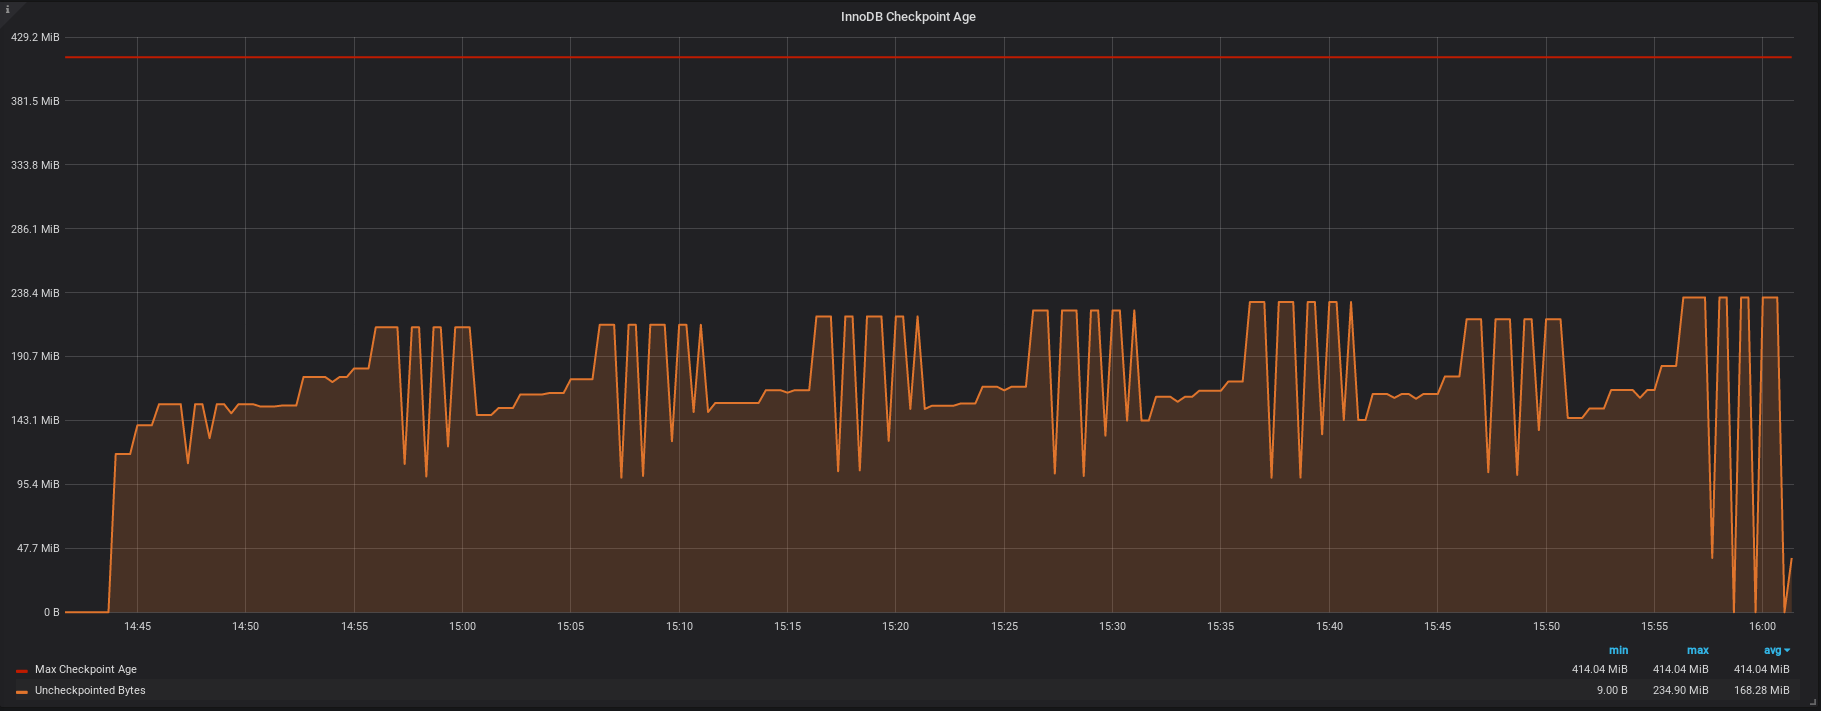 i
InnoDB Checkpoint Age
429.2 MiB
381.5 MiB
333.8 MiB
286.1 MiB
238.4 MiB
190.7 MiB
143.1 MiB
95.4 MiB
47.7 MiB
0 B
14:45 14:50 14:55 15:00 15:05 15:10 15:15 15:20 15:25 15:30 15:35 15:40 15:45 15:50 15:55 16:00
min max avg
Max Checkpoint Age 414.04 MiB 414.04 MiB 414.04 MiB
Uncheckpointed Bytes 9.00 B 234.90 MiB 168.28 MiB